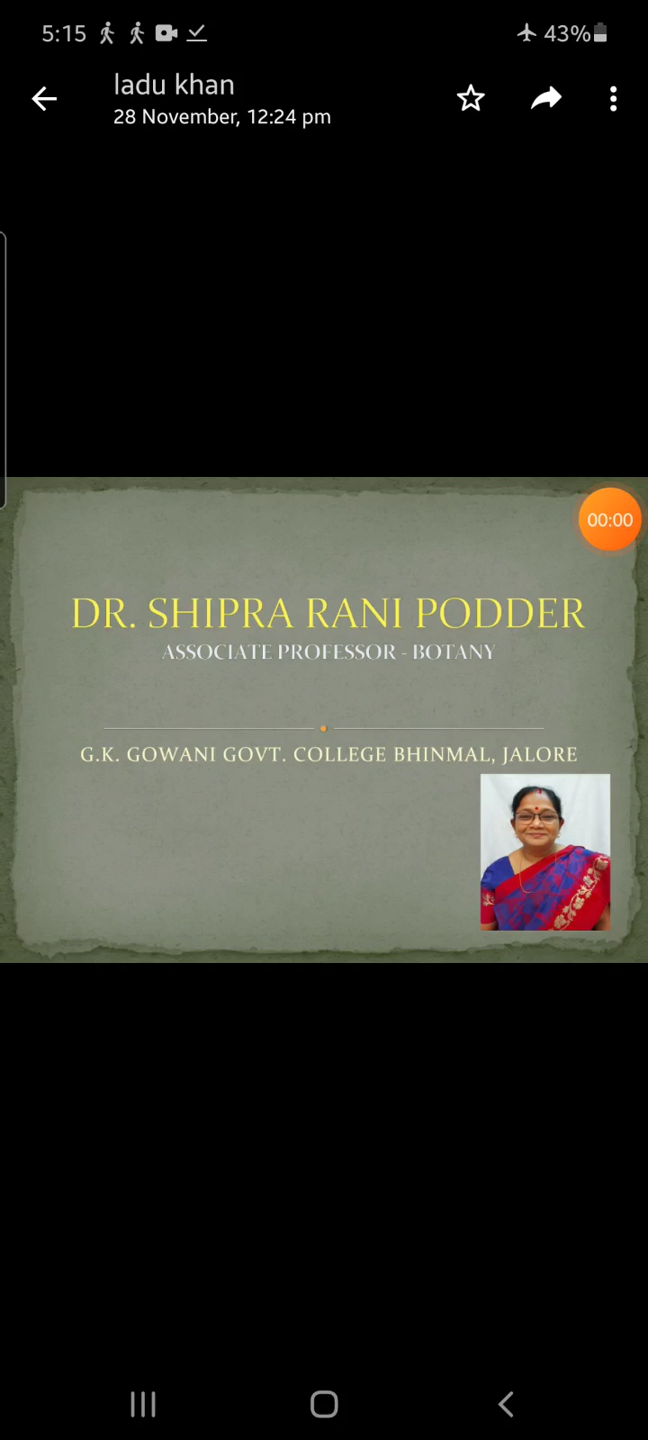 5:15 43%
ladu khan
28 November, 12:24 pm
00:00
DR. SHIPRA RANI PODDER
ASSOCIATE PROFESSOR - BOTANY
G.K. GOWANI GOVT. COLLEGE BHINMAL, JALORE